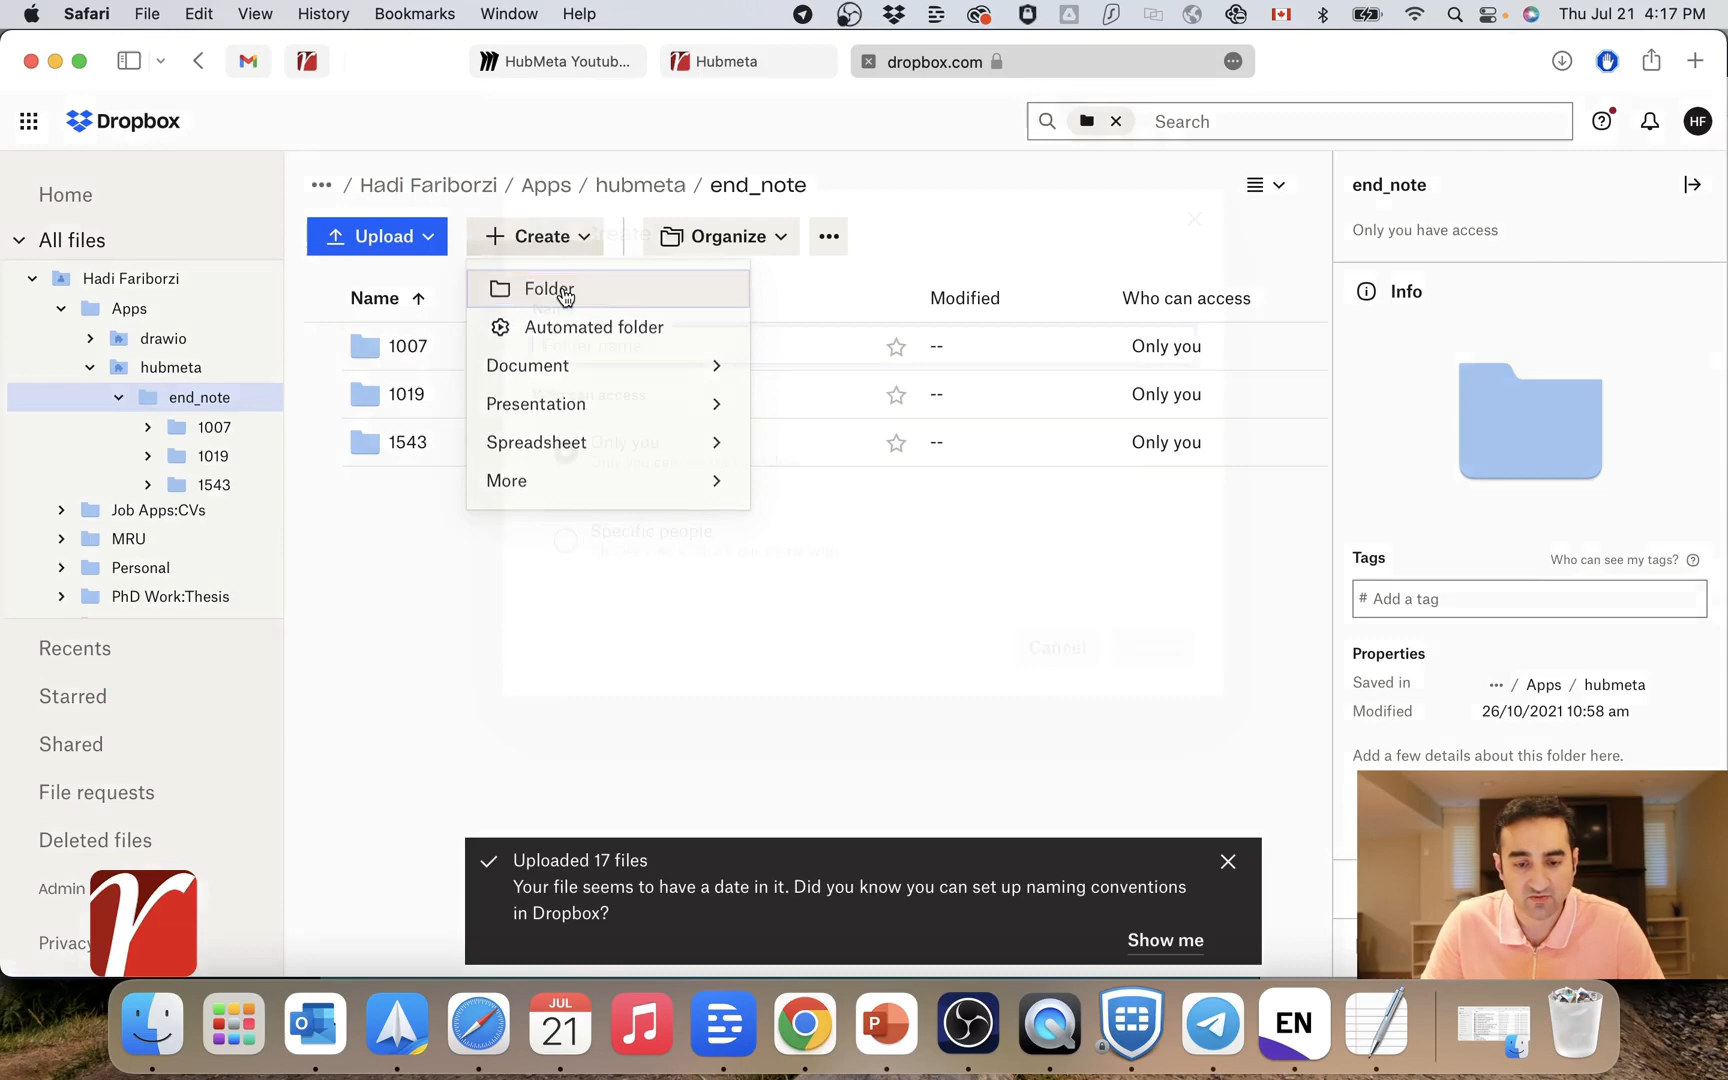 Safari File Edit View History Bookmarks Window Help Thu Jul 21 4:17 PM
HubMeta Youtub... Hubmeta dropbox.com
Dropbox Search HF
Home
All files
Hadi Fariborzi
Apps
drawio
hubmeta
end_note
1007
1019
1543
Job Apps:CVs
MRU
Personal
PhD Work:Thesis
Recents
Starred
Shared
File requests
Deleted files
Admin
Privacy
... / Hadi Fariborzi / Apps / hubmeta / end_note
Upload Create Organize
Name Modified Who can access
Folder
Automated folder
Document
Presentation
Spreadsheet
More
1007 -- Only you
1019 -- Only you
1543 -- Only you
Only you
Specific people
Cancel
Uploaded 17 files
Your file seems to have a date in it. Did you know you can set up naming conventions
in Dropbox?
Show me
end_note
Only you have access
Info
Tags Who can see my tags?
# Add a tag
Properties
Saved in ... / Apps / hubmeta
Modified 26/10/2021 10:58 am
Add a few details about this folder here.
JUL
21
EN